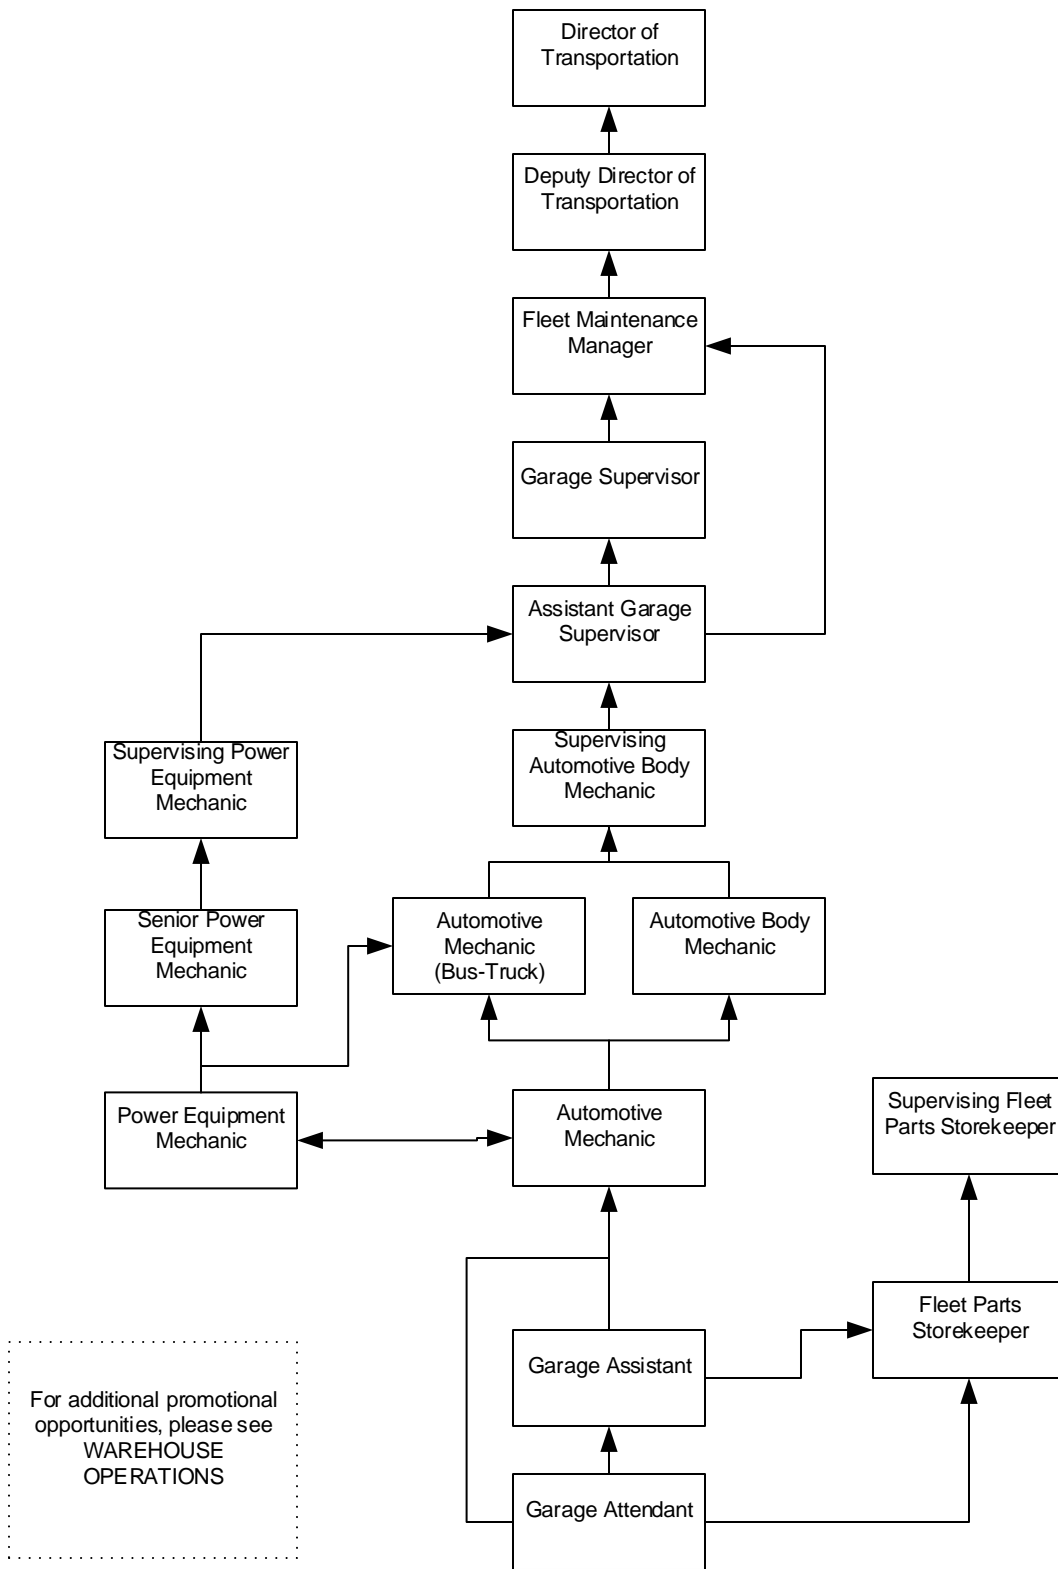 Director of
Transportation
Deputy Director of
Transportation
Fleet Maintenance
Manager
Garage Supervisor
Assistant Garage
Supervisor
Supervising Power
Equipment
Mechanic
Supervising
Automotive Body
Mechanic
Senior Power
Equipment
Mechanic
Automotive
Mechanic
(Bus-Truck)
Automotive Body
Mechanic
Power Equipment
Mechanic
Automotive
Mechanic
Supervising Fleet
Parts Storekeeper
Fleet Parts
Storekeeper
Garage Assistant
For additional promotional
opportunities, please see
WAREHOUSE
OPERATIONS
Garage Attendant